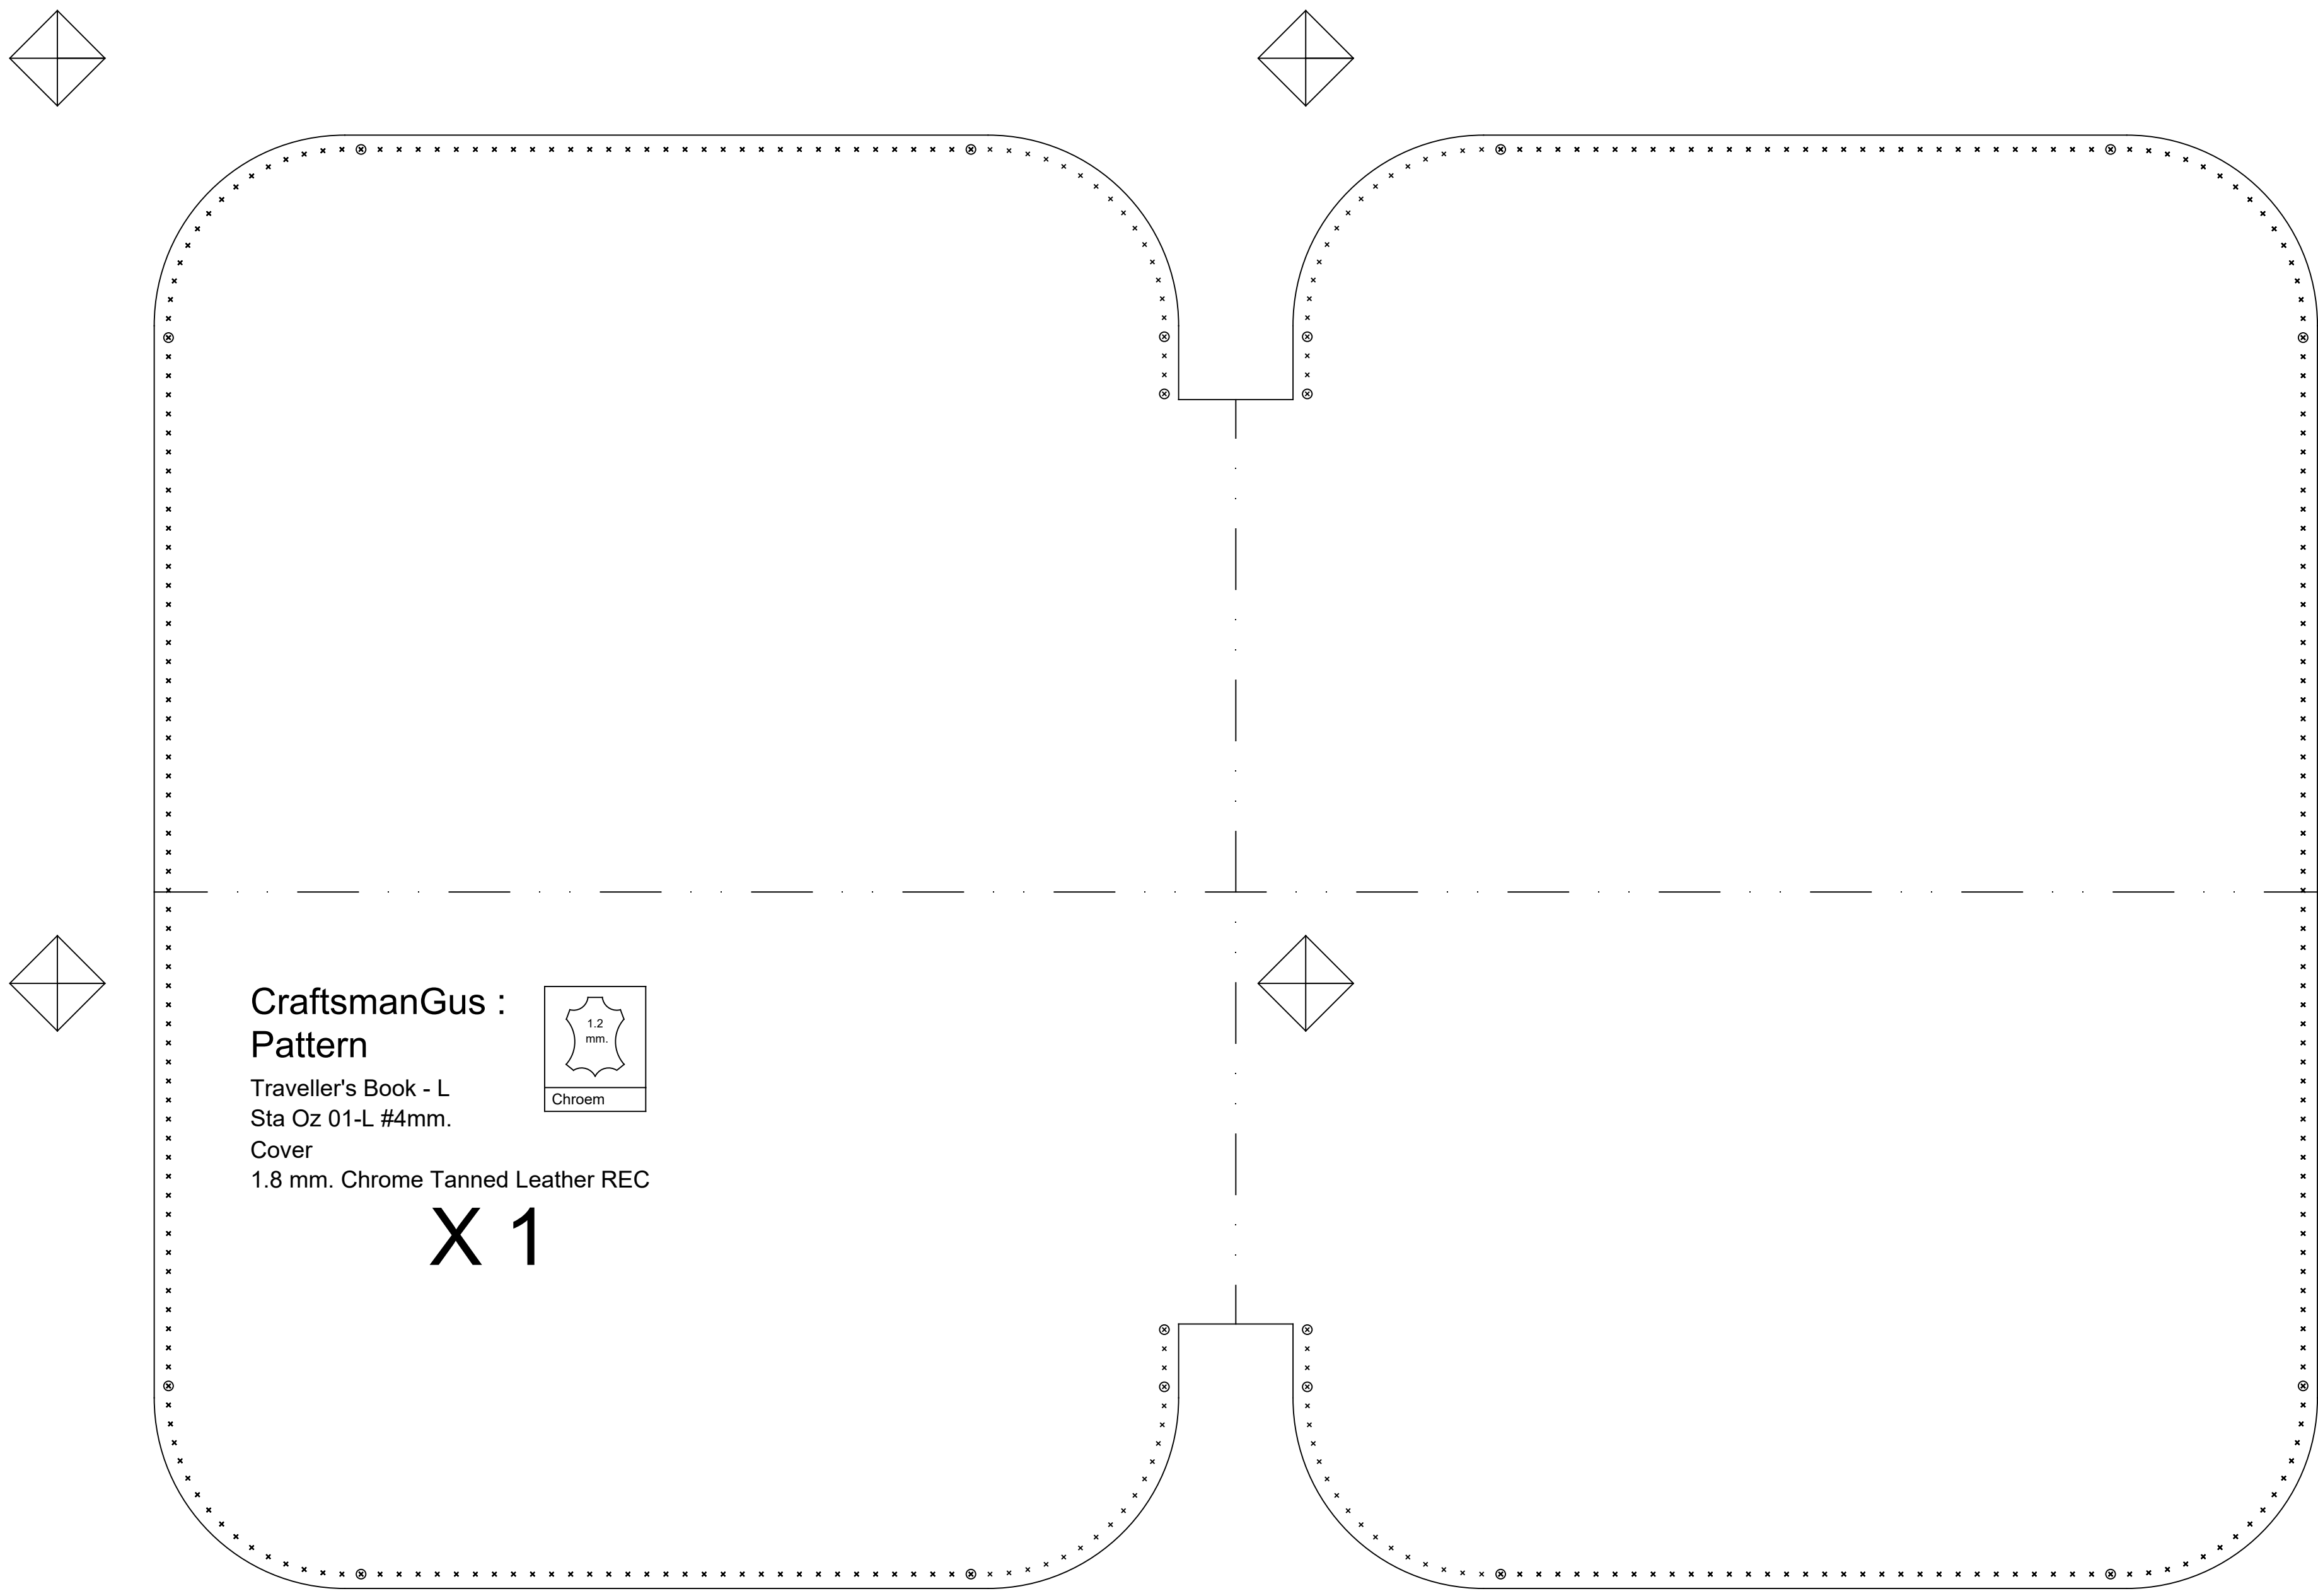 CraftsmanGus :
Pattern
1.2
mm.
Chroem
Traveller's Book - L
Sta Oz 01-L #4mm.
Cover
1.8 mm. Chrome Tanned Leather REC
X 1